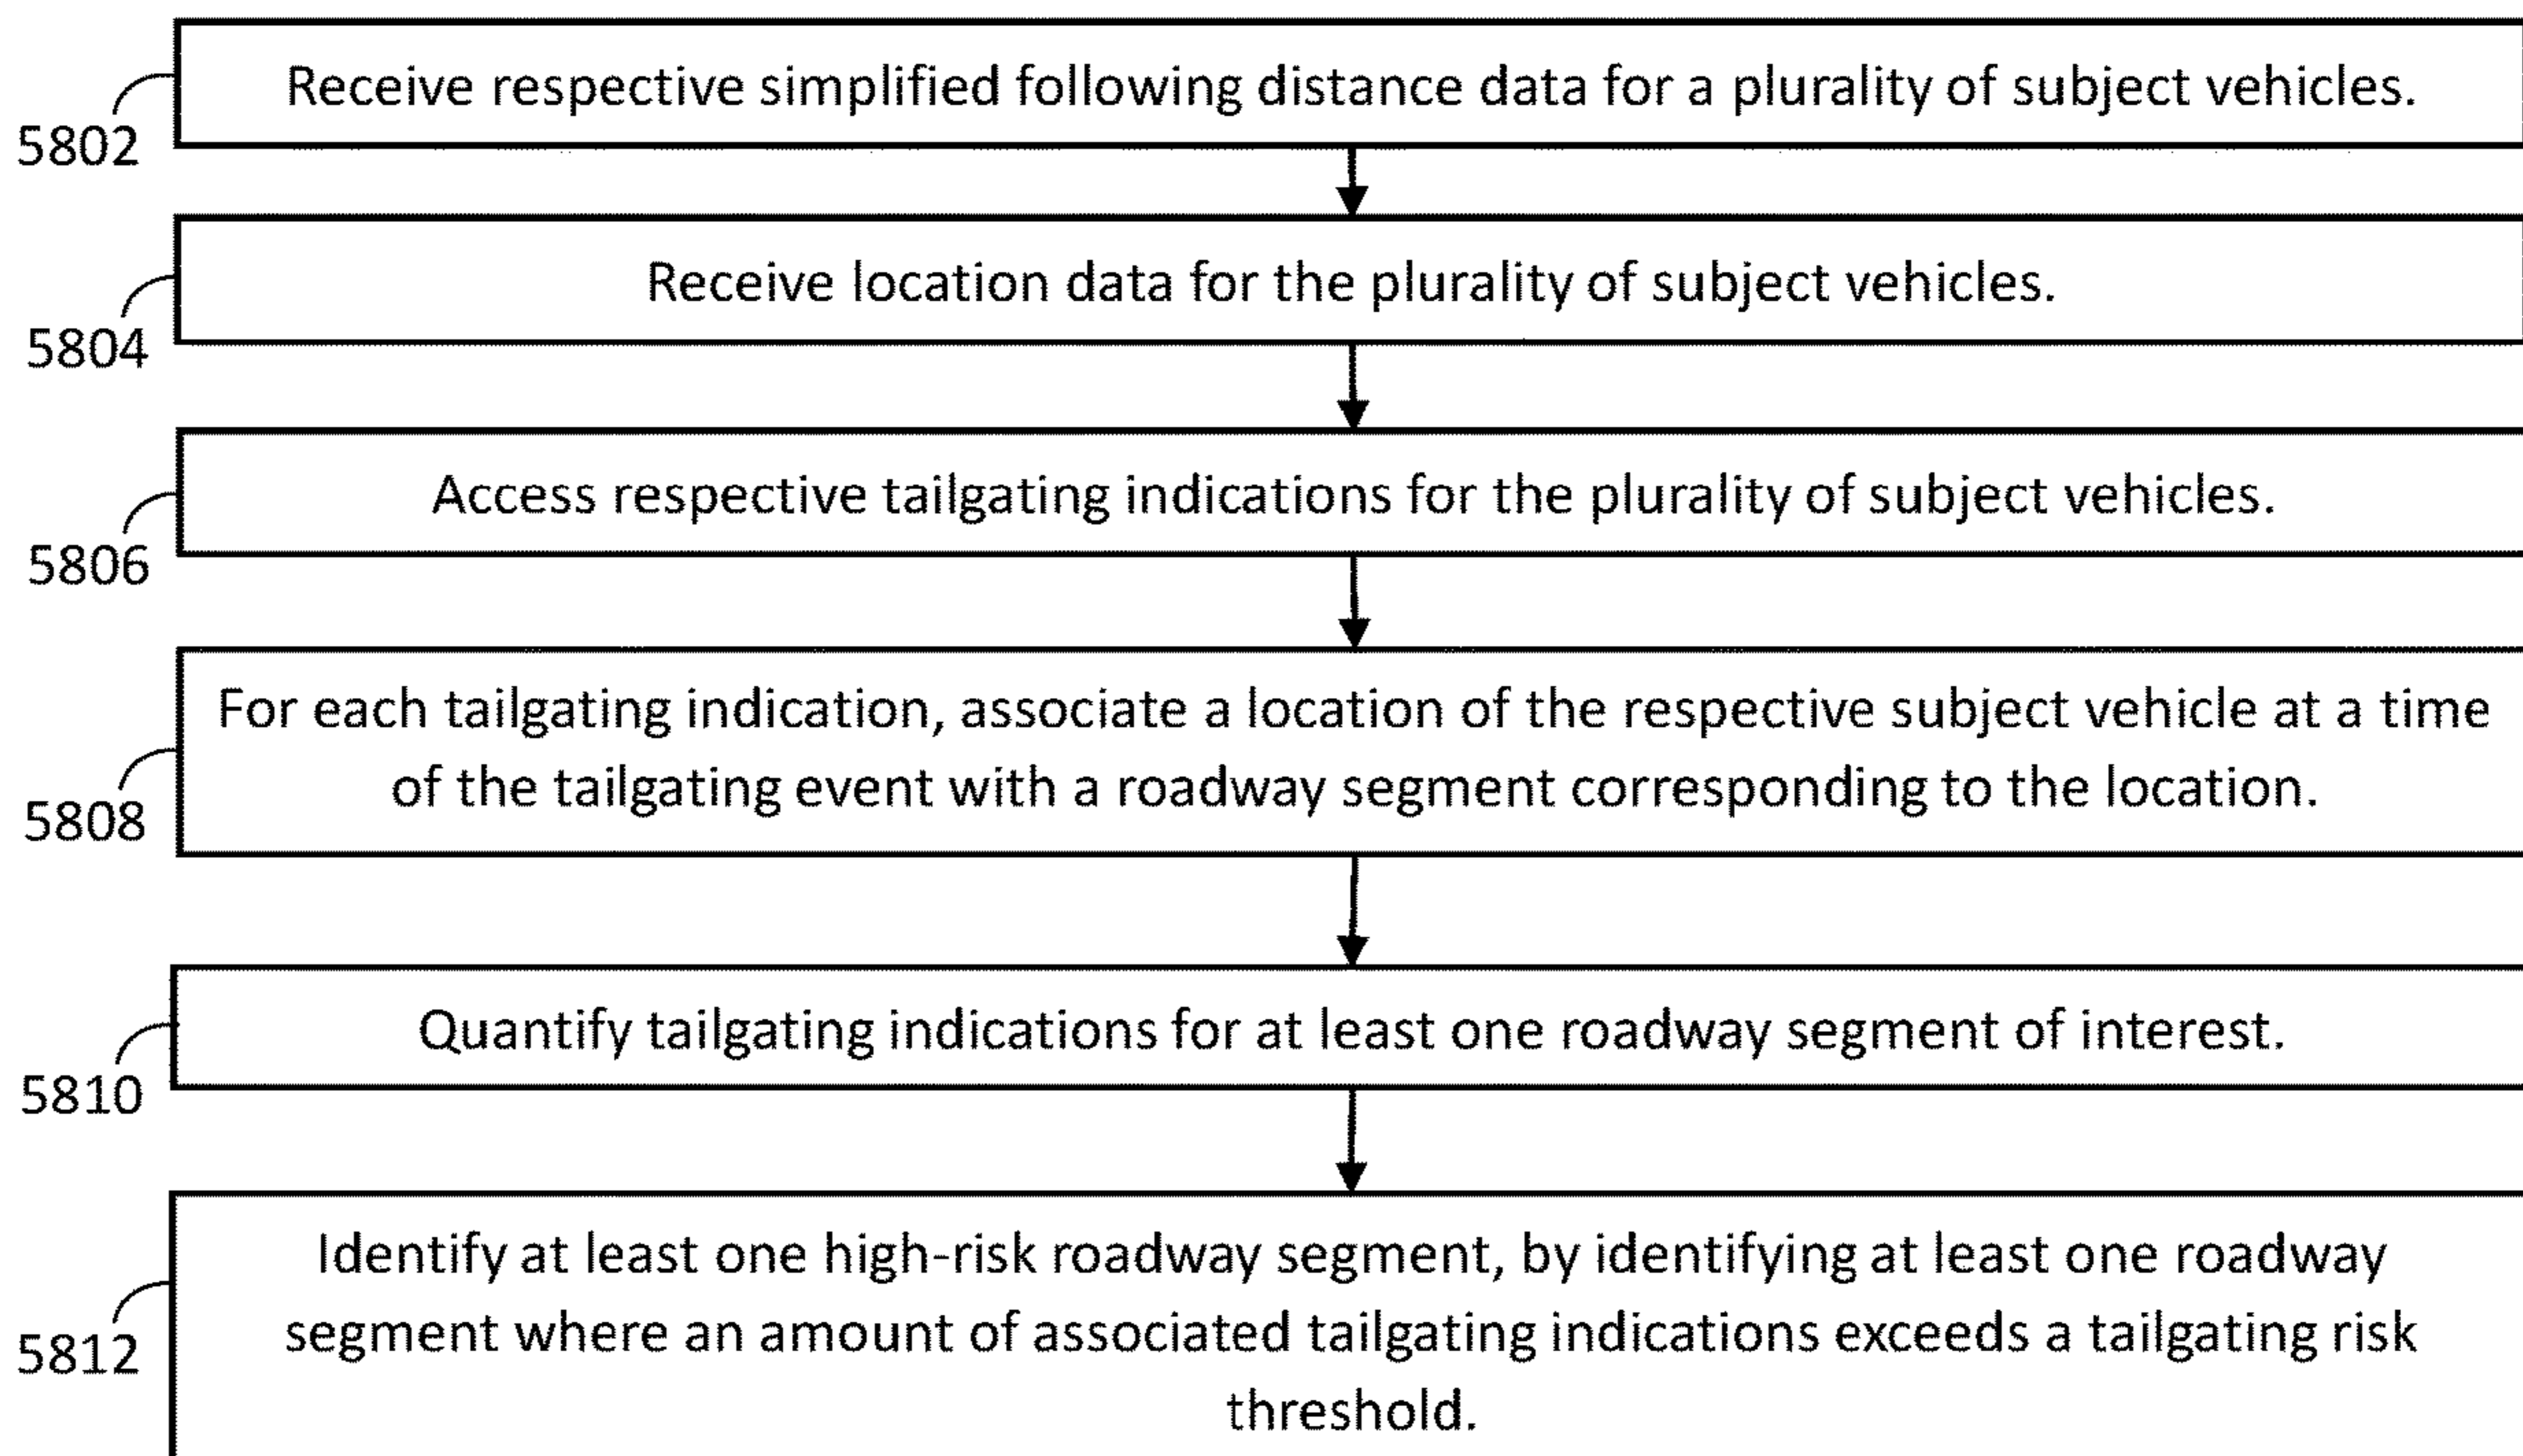 Receive respective simplified following distance data for a plurality of subject vehicles.
5802
Receive location data for the plurality of subject vehicles.
5804
Access respective tailgating indications for the plurality of subject vehicles.
5806
For each tailgating indication, associate a location of the respective subject vehicle at a time
of the tailgating event with a roadway segment corresponding to the location.
5808
Quantify tailgating indications for at least one roadway segment of interest.
5810
Identify at least one high-risk roadway segment, by identifying at least one roadway
segment where an amount of associated tailgating indications exceeds a tailgating risk
threshold.
5812